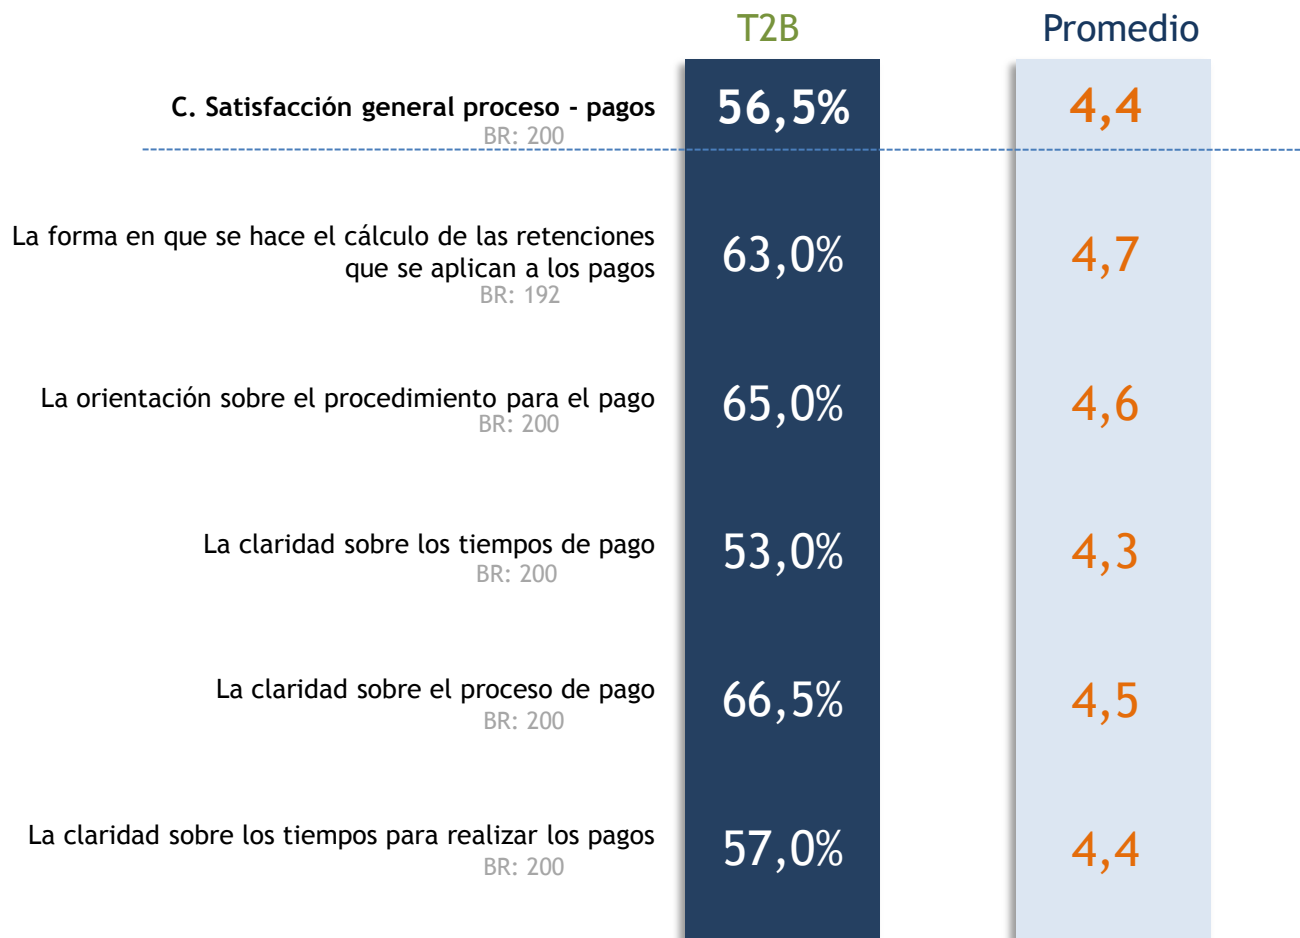 T2B Promedio
C. Satisfacción general proceso - pagos 56,5% 4,4
BR: 200
La forma en que se hace el cálculo de las retenciones
que se aplican a los pagos 63,0% 4,7
BR: 192
La orientación sobre el procedimiento para el pago 65,0% 4,6
BR: 200
La claridad sobre los tiempos de pago 53,0% 4,3
BR: 200
La claridad sobre el proceso de pago 66,5% 4,5
BR: 200
La claridad sobre los tiempos para realizar los pagos 57,0% 4,4
BR: 200